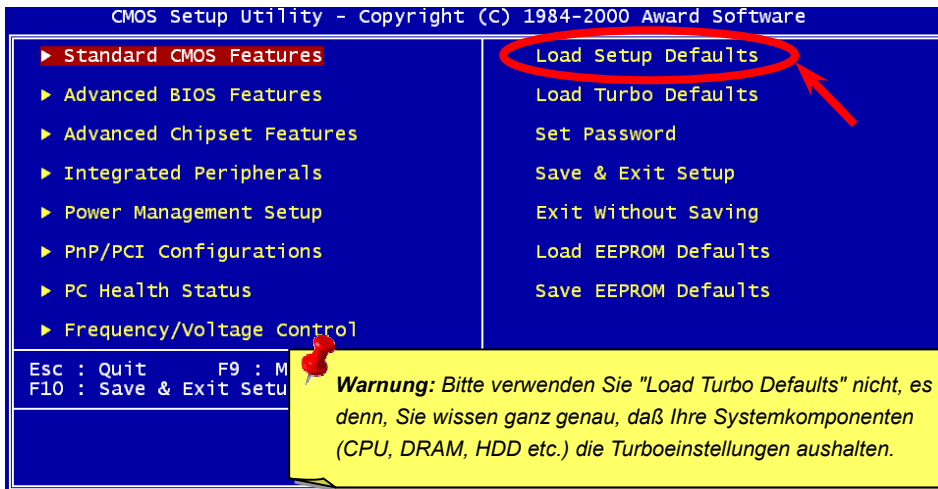 CMOS Setup Utility - Copyright (C) 1984-2000 Award Software
▶ Standard CMOS Features
▶ Advanced BIOS Features
▶ Advanced Chipset Features
▶ Integrated Peripherals
▶ Power Management Setup
▶ PnP/PCI Configurations
▶ PC Health Status
▶ Frequency/Voltage Control
Load Setup Defaults
Load Turbo Defaults
Set Password
Save & Exit Setup
Exit Without Saving
Load EEPROM Defaults
Save EEPROM Defaults
Esc : Quit F9 : M
F10 : Save & Exit Setu
Warnung: Bitte verwenden Sie "Load Turbo Defaults" nicht, es
denn, Sie wissen ganz genau, daß Ihre Systemkomponenten
(CPU, DRAM, HDD etc.) die Turboeinstellungen aushalten.